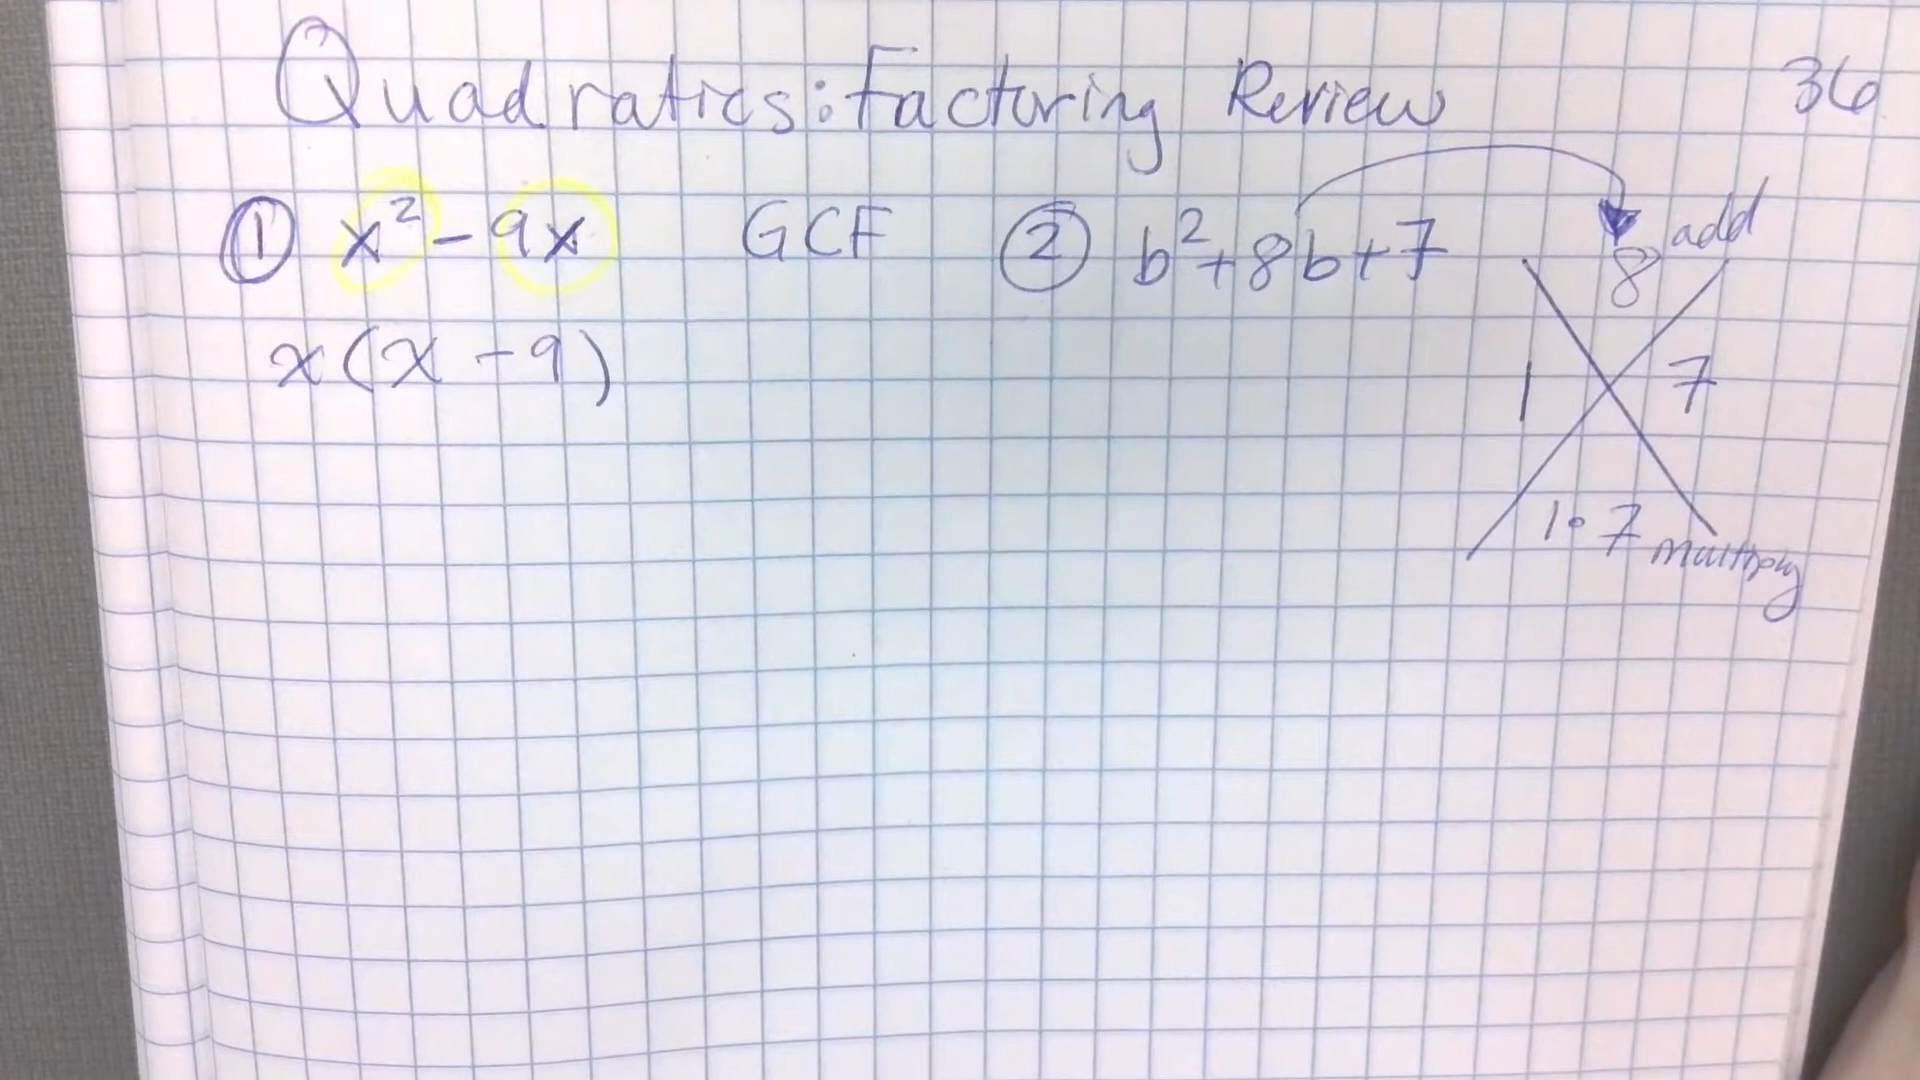 Quadratics: Factoring Review 36
① x² - 9x GCF
x(x - 9)
② b² + 8b + 7
8 add
1 7
1 • 7 multiply